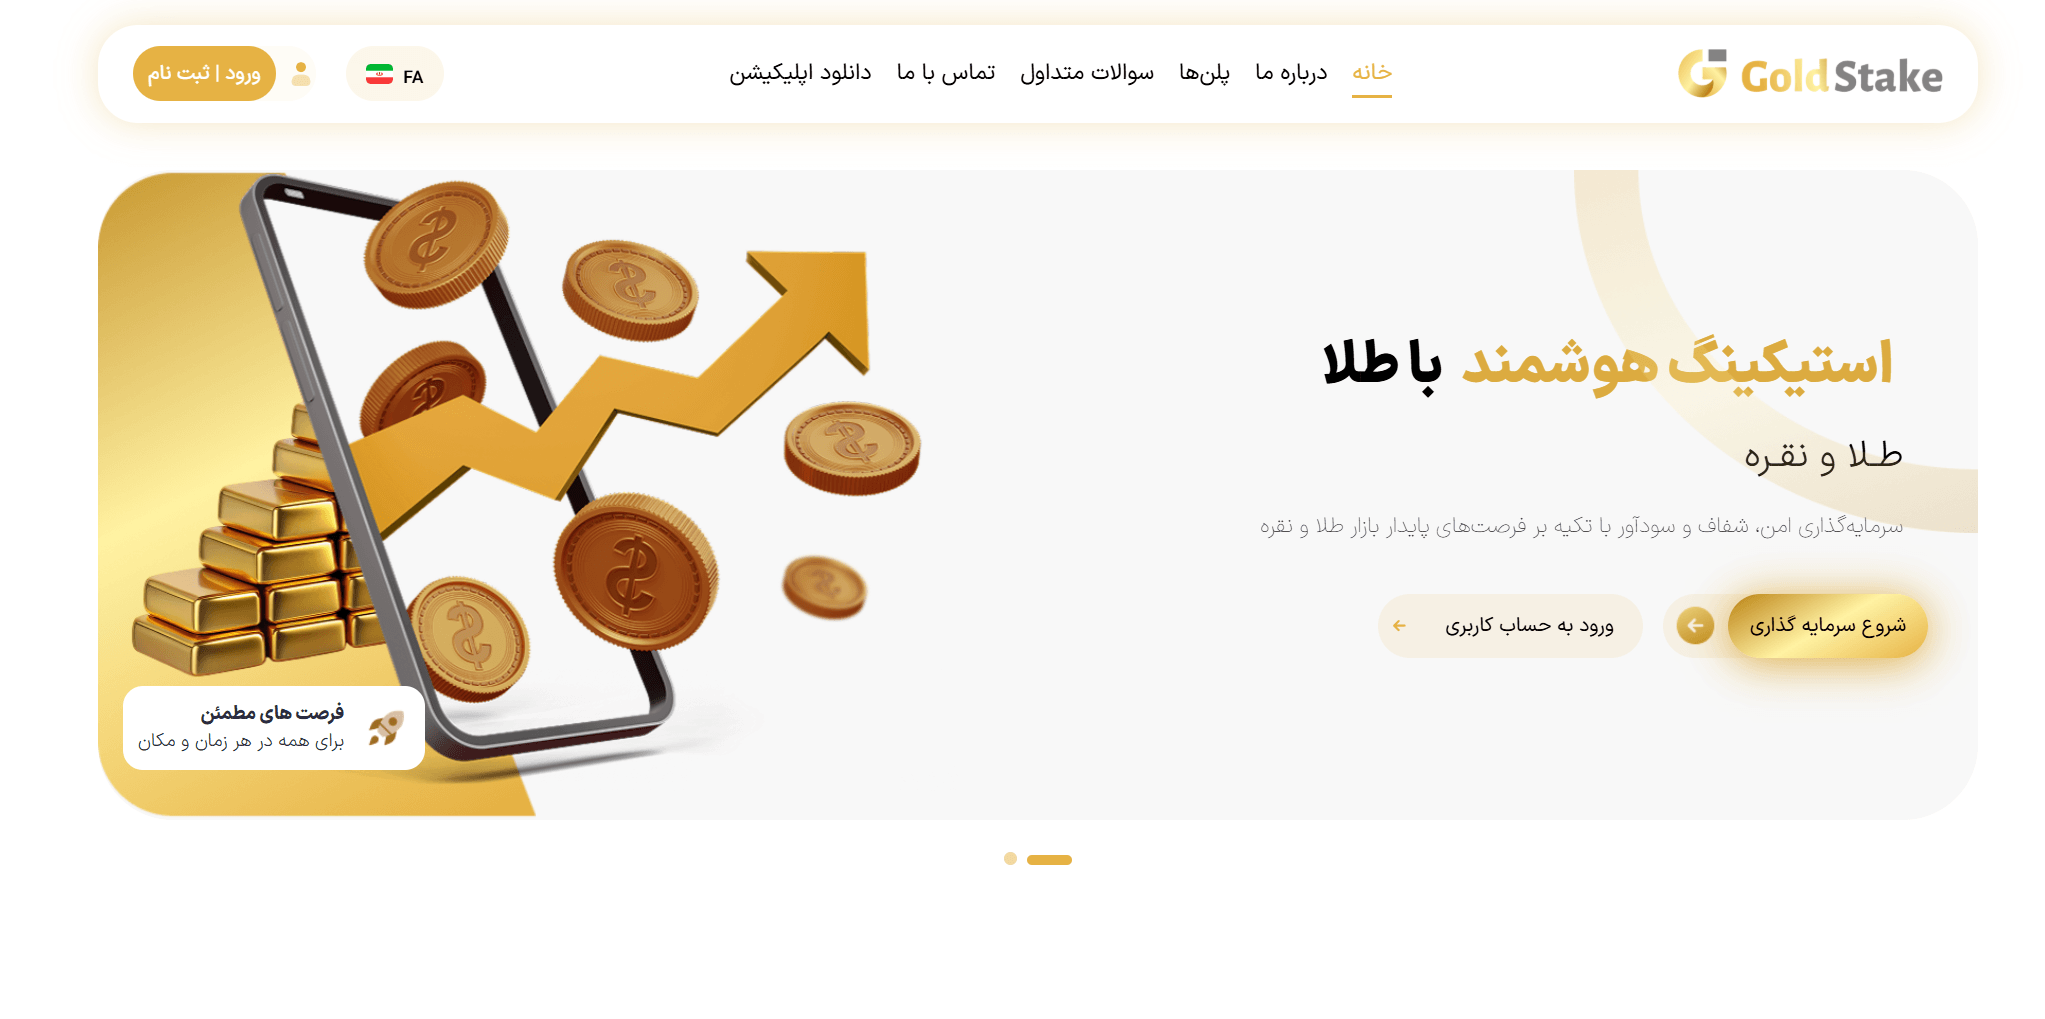 Gold Stake
خانه
درباره ما
پلن‌ها
سوالات متداول
تماس با ما
دانلود اپلیکیشن
FA
ورود | ثبت نام
استیکینگ هوشمند با طلا
طلا و نقره
سرمایه‌گذاری امن، شفاف و سودآور با تکیه بر فرصت‌های پایدار بازار طلا و نقره
شروع سرمایه گذاری
ورود به حساب کاربری
فرصت های مطمئن
برای همه در هر زمان و مکان